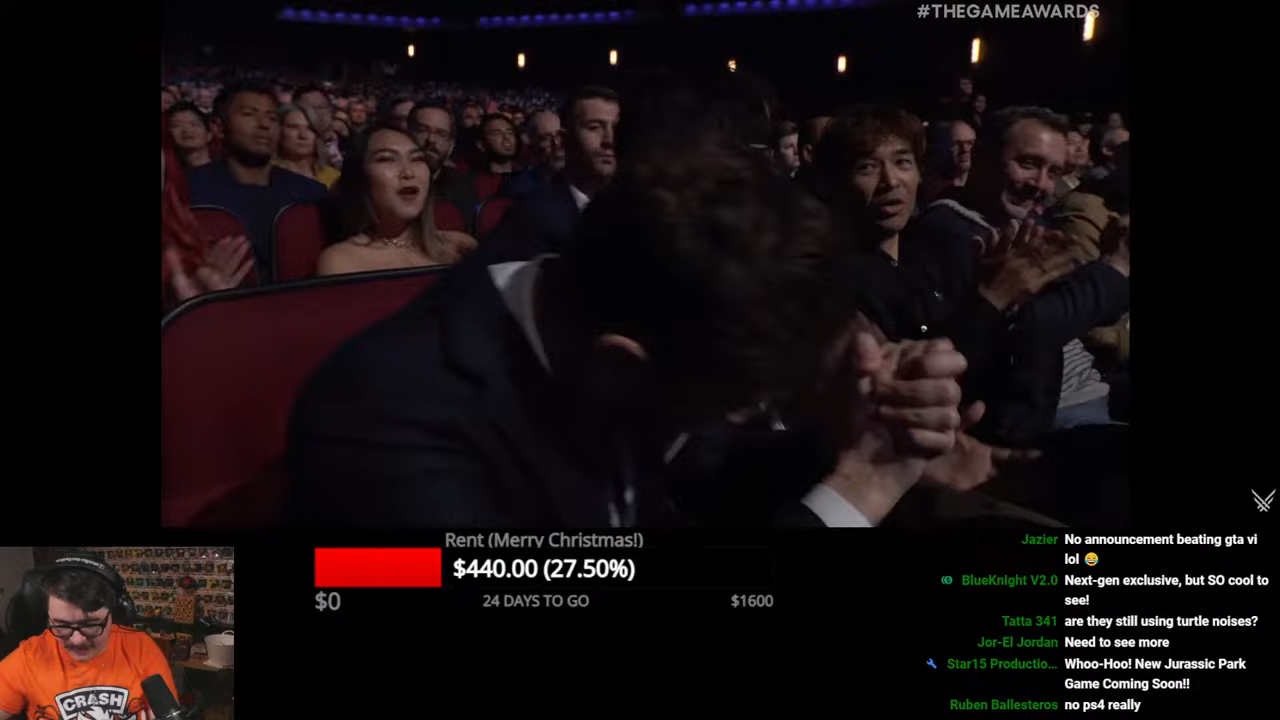 #THEGAMEAWARDS
Rent (Merry Christmas!)
$440.00 (27.50%)
$0
24 DAYS TO GO
$1600
CRASH
Jazier No announcement beating gta vi
lol 😂
BlueKnIght V2.0 Next-gen exclusive, but SO cool to
see!
Tatta 341 are they still using turtle noises?
Jor-El Jordan Need to see more
Star15 Productio... Whoo-Hoo! New Jurassic Park
Game Coming Soon!!
Ruben Ballesteros no ps4 really